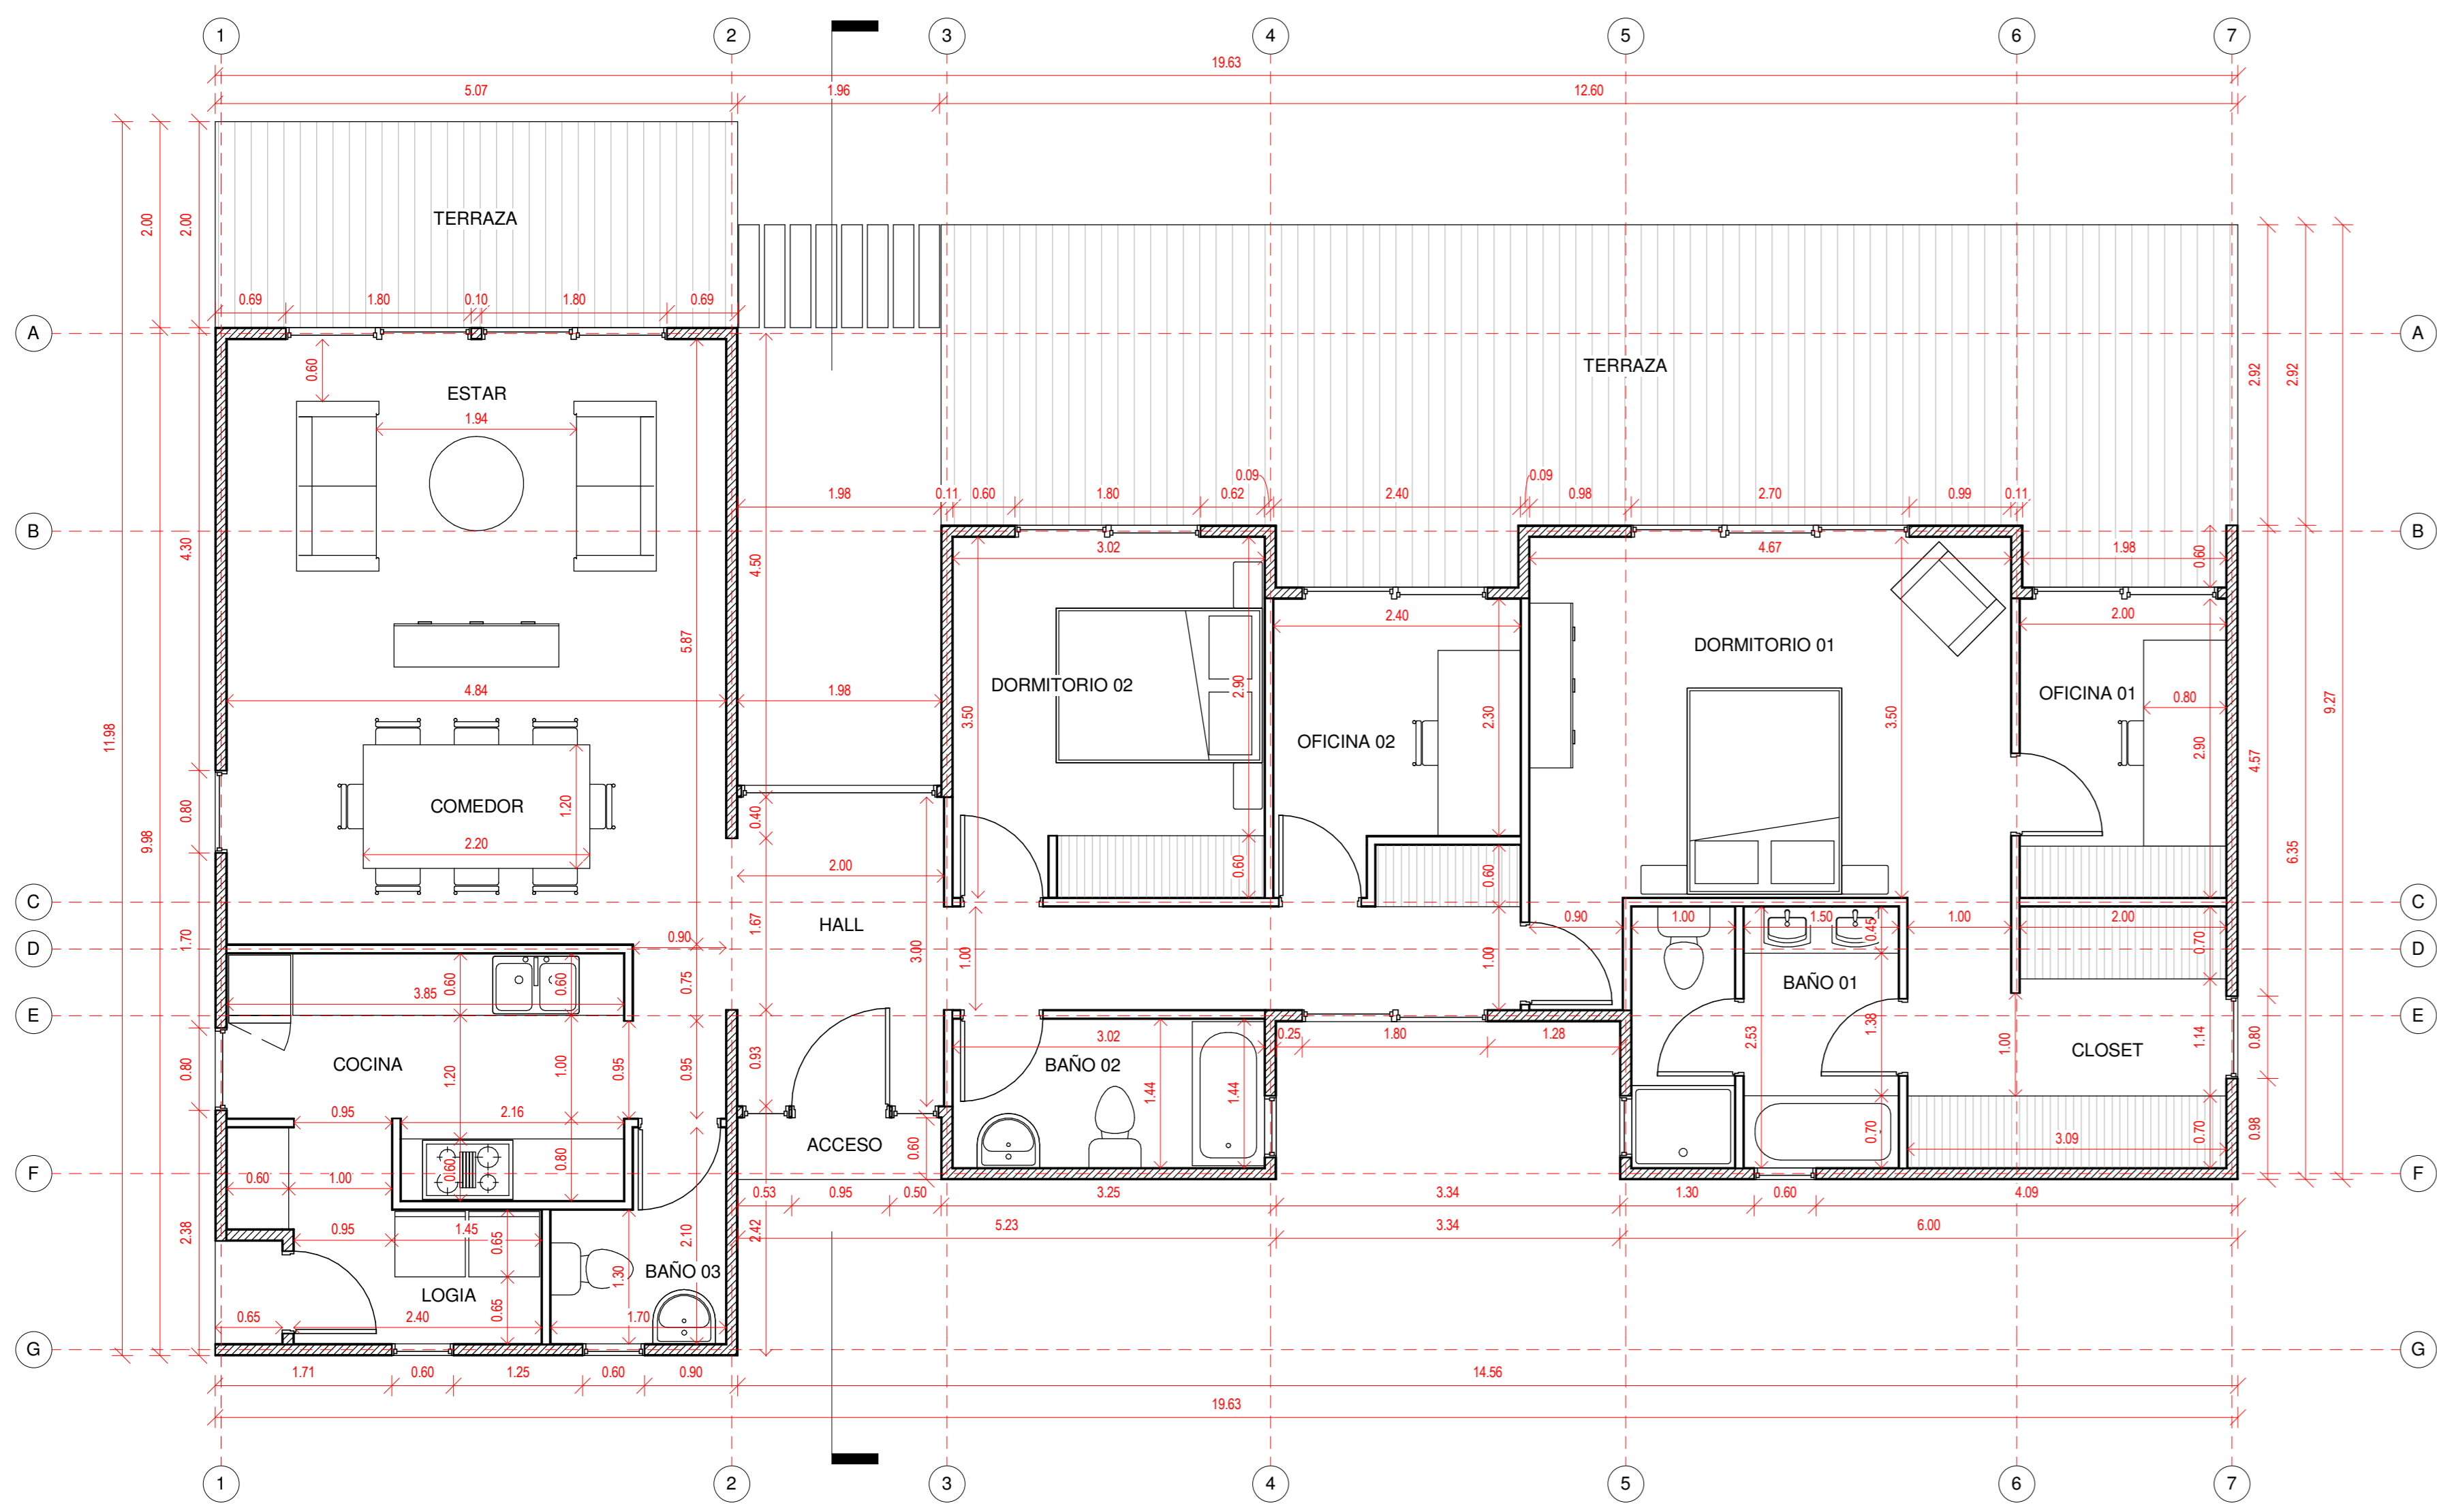 1 2 3 4 5 6 7
19.63
5.07 1.96 12.60
TERRAZA
2.00 2.00
0.69 1.80 0.10 1.80 0.69
A A
TERRAZA
0.60
ESTAR
1.94
2.92 2.92
0.09 0.09
1.98 0.11 0.60 1.80 0.62 2.40 0.98 2.70 0.99 0.11
B B
3.02 4.67 1.98 0.60
4.30 4.50
2.40 2.00
5.87
DORMITORIO 01
DORMITORIO 02
4.84 1.98
3.50 2.90 2.30 3.50
OFICINA 01
0.80
9.27
OFICINA 02
11.98
2.90 4.57
COMEDOR
1.20
0.80 0.40
9.98
2.20
2.00
0.60 0.60
6.35
C C
HALL
0.90 1.00 1.50 0.45 1.00 2.00
1.70 1.67
0.90
D D
3.00 1.00 1.00 0.70
0.60 0.60 0.75
BAÑO 01
3.85
E E
0.25 1.80 1.28
3.02
2.53 1.38 1.00 1.14 0.80
COCINA
BAÑO 02
CLOSET
0.80 1.20 1.00 0.95 0.95 0.93
1.44 1.44
0.95 2.16
ACCESO
0.60
0.70 3.09 0.70 0.98
F F
0.60 0.80
0.60 1.00
0.53 0.95 0.50 3.25 3.34 1.30 0.60 4.09
5.23 3.34 6.00
2.38 0.95 1.45 0.65 2.10 2.42
BAÑO 03
1.30
LOGIA
0.65
0.65 2.40 1.70
G G
1.71 0.60 1.25 0.60 0.90 14.56
19.63
1 2 3 4 5 6 7